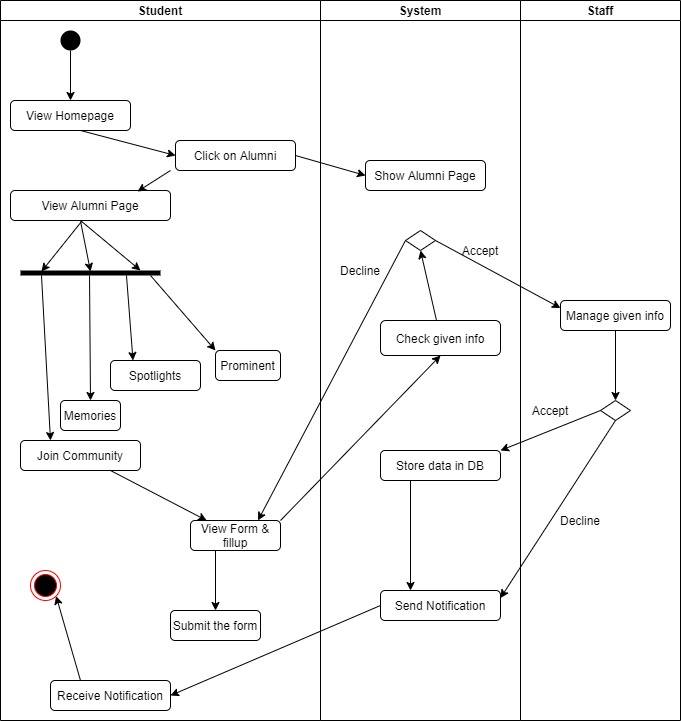 Student
System
Staff
View Homepage
Click on Alumni
Show Alumni Page
View Alumni Page
Decline
Accept
Manage given info
Check given info
Prominent
Spotlights
Memories
Accept
Join Community
Store data in DB
View Form &
fillup
Decline
Send Notification
Submit the form
Receive Notification